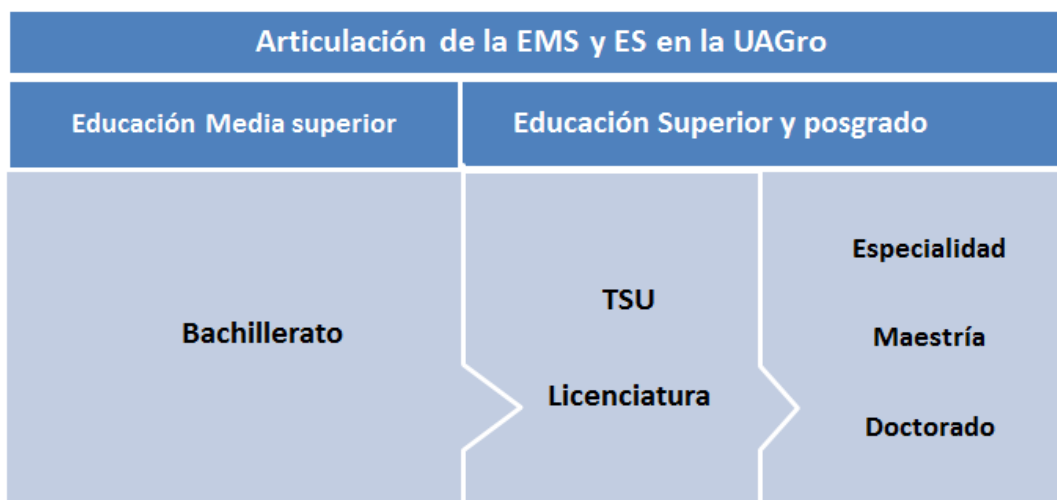 Articulación de la EMS y ES en la UAGro
Educación Media superior
Educación Superior y posgrado
Bachillerato
TSU
Licenciatura
Especialidad
Maestría
Doctorado